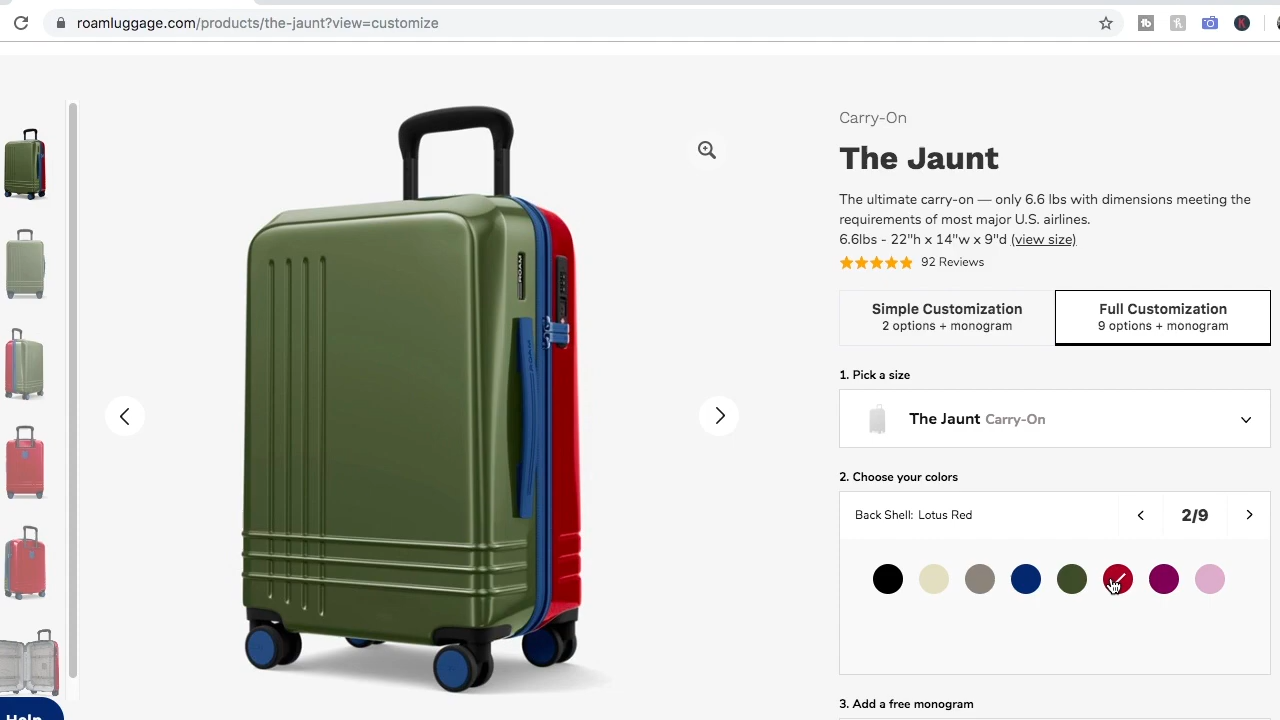 roamluggage.com/products/the-jaunt?view=customize
Carry-On
The Jaunt
The ultimate carry-on — only 6.6 lbs with dimensions meeting the
requirements of most major U.S. airlines.
6.6lbs - 22"h x 14"w x 9"d (view size)
92 Reviews
Simple Customization
2 options + monogram
Full Customization
9 options + monogram
1. Pick a size
The Jaunt Carry-On
2. Choose your colors
Back Shell: Lotus Red
2/9
3. Add a free monogram
Help
ROAM